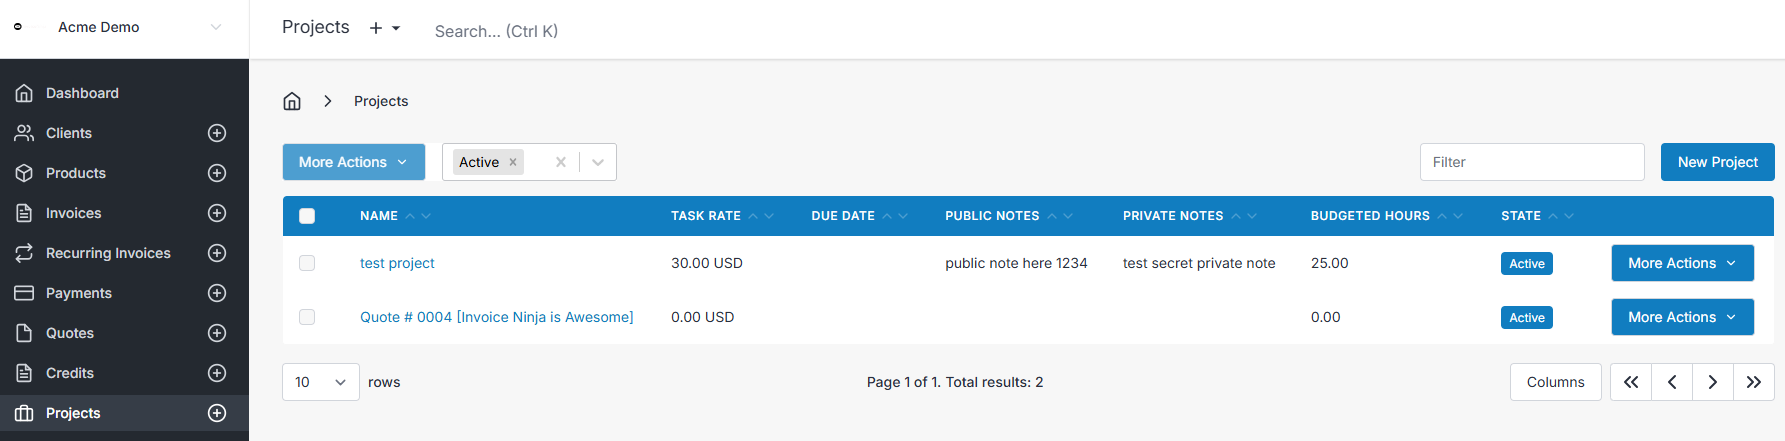 Acme Demo
Projects
Search... (Ctrl K)
Dashboard
Clients
Products
Invoices
Recurring Invoices
Payments
Quotes
Credits
Projects
Projects
More Actions
Active
Filter
New Project
NAME TASK RATE DUE DATE PUBLIC NOTES PRIVATE NOTES BUDGETED HOURS STATE
test project 30.00 USD public note here 1234 test secret private note 25.00 Active More Actions
Quote # 0004 [Invoice Ninja is Awesome] 0.00 USD 0.00 Active More Actions
10 rows Page 1 of 1. Total results: 2 Columns